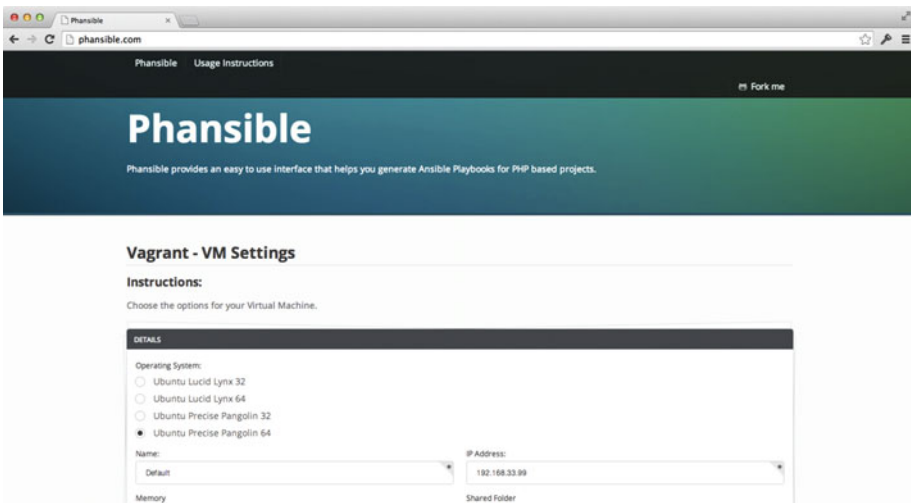 Phansible
phansible.com
Phansible Usage Instructions
Fork me
Phansible
Phansible provides an easy to use interface that helps you generate Ansible Playbooks for PHP based projects.
Vagrant - VM Settings
Instructions:
Choose the options for your Virtual Machine.
DETAILS
Operating System:
Ubuntu Lucid Lynx 32
Ubuntu Lucid Lynx 64
Ubuntu Precise Pangolin 32
Ubuntu Precise Pangolin 64
Name: IP Address:
Default 192.168.33.99
Memory Shared Folder